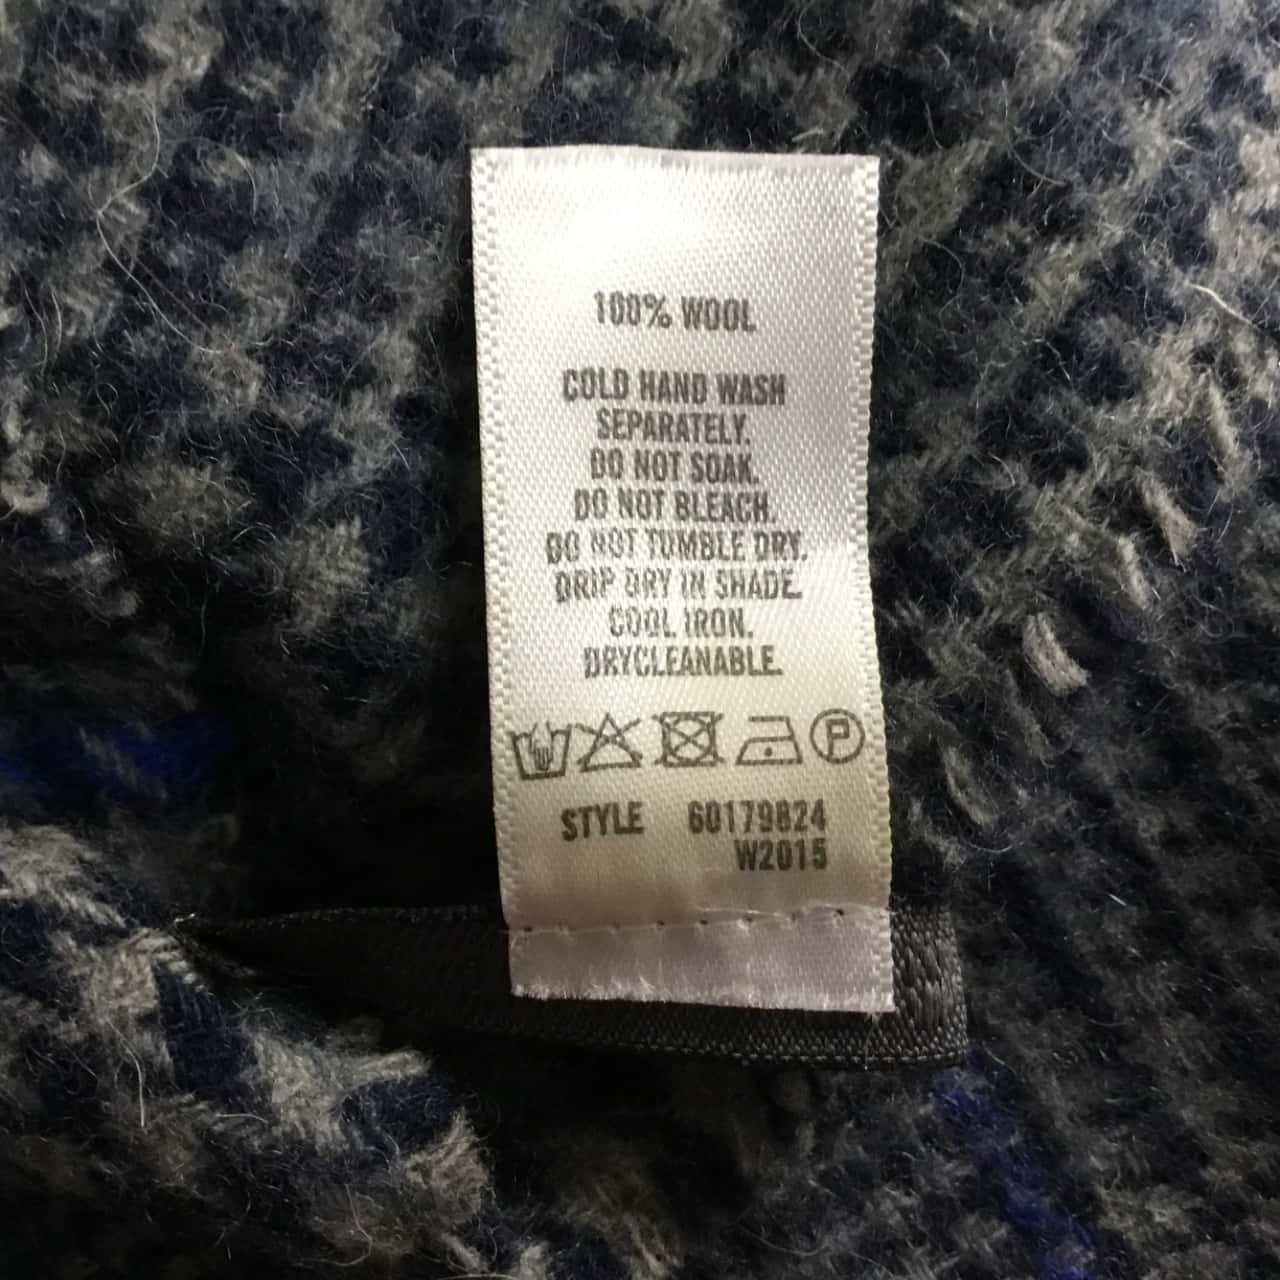 100% WOOL
COLD HAND WASH
SEPARATELY.
DO NOT SOAK.
DO NOT BLEACH.
DO NOT TUMBLE DRY.
DRIP DRY IN SHADE.
COOL IRON.
DRYCLEANABLE.
P
STYLE 60179824
W2015